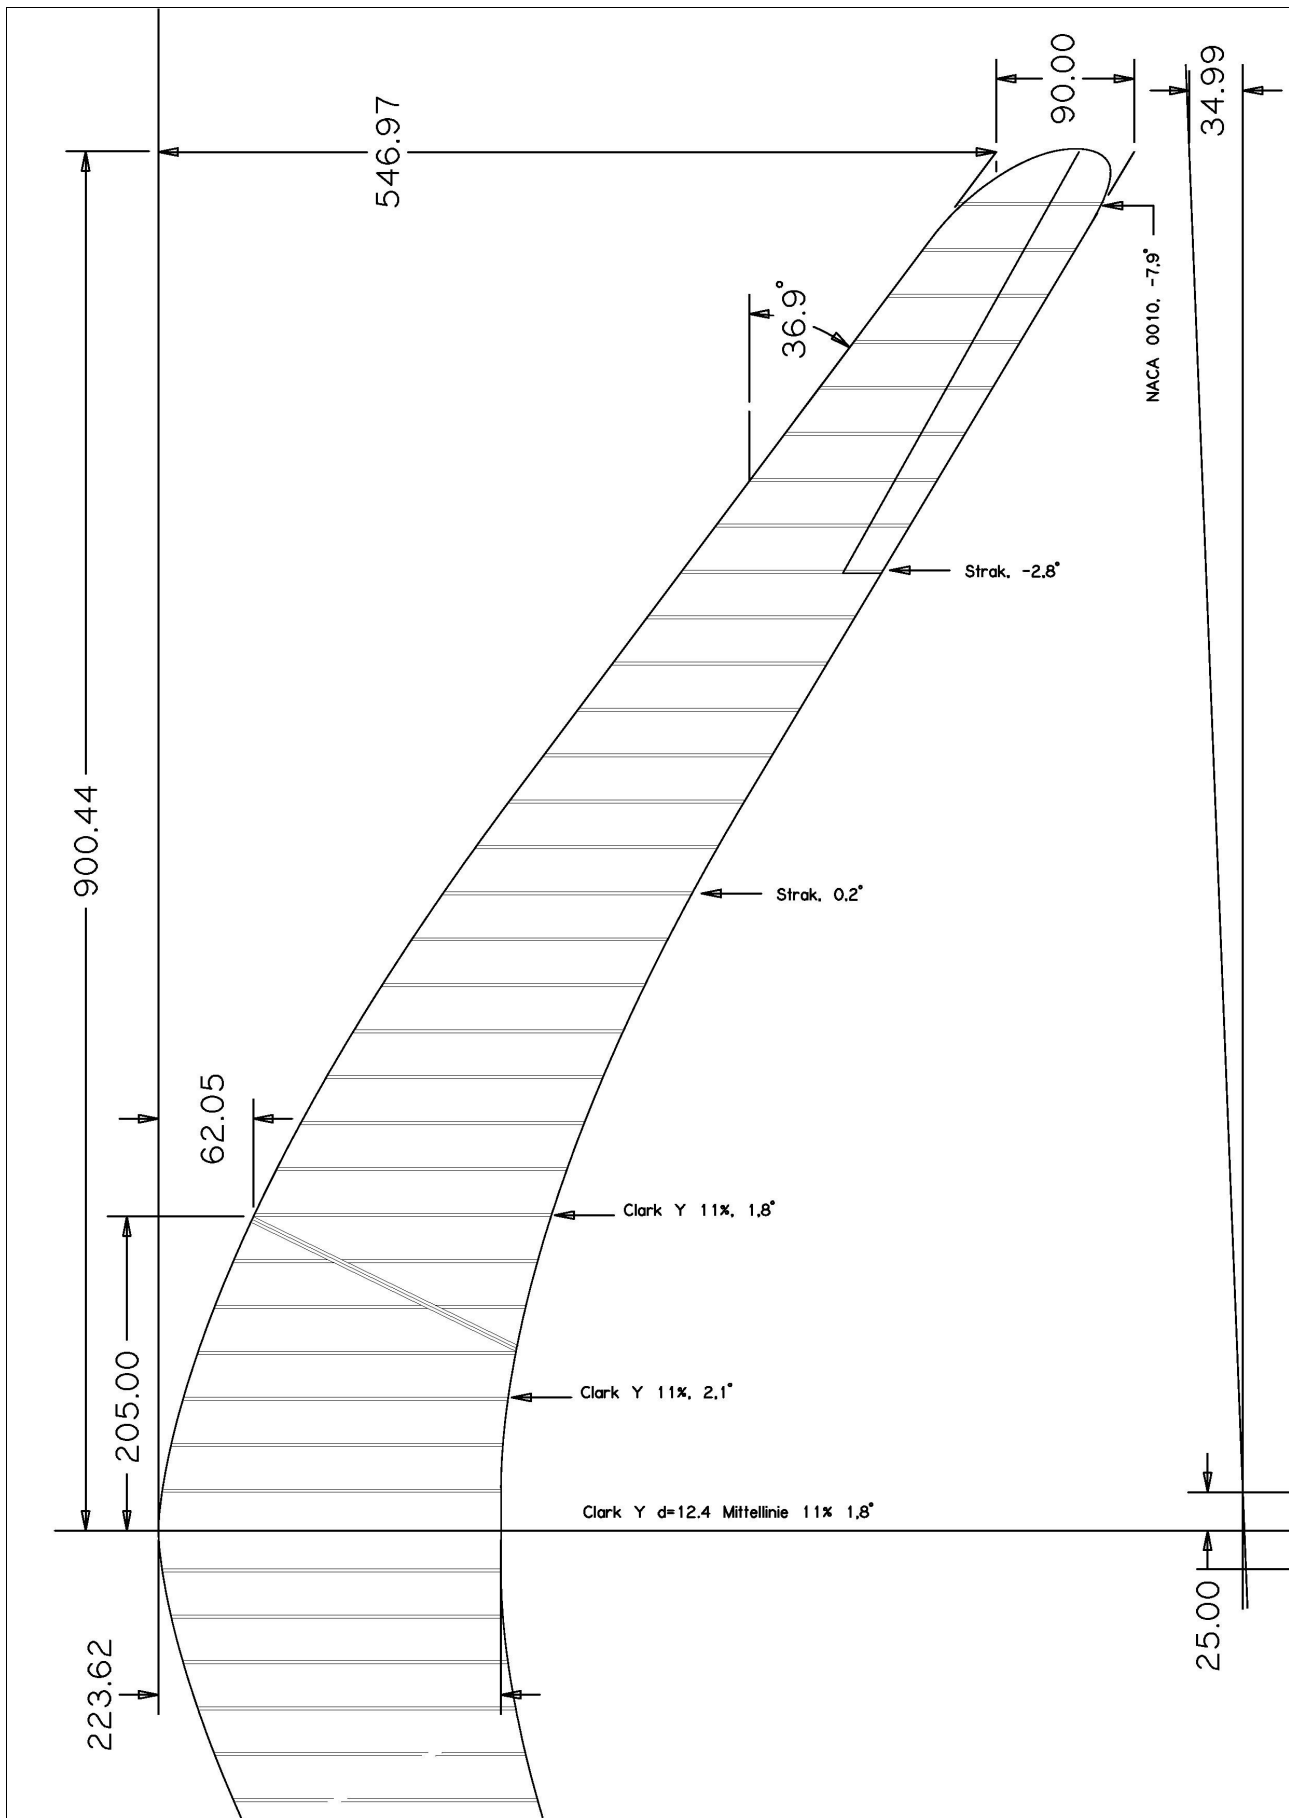 90.00
34.99
546.97
NACA 0010, -7,9°
36.9°
Strak. -2.8°
900.44
Strak. 0.2°
62.05
Clark Y 11%, 1,8°
205.00
Clark Y 11%, 2,1°
Clark Y d=12.4 Mittellinie 11% 1,8°
25.00
223.62